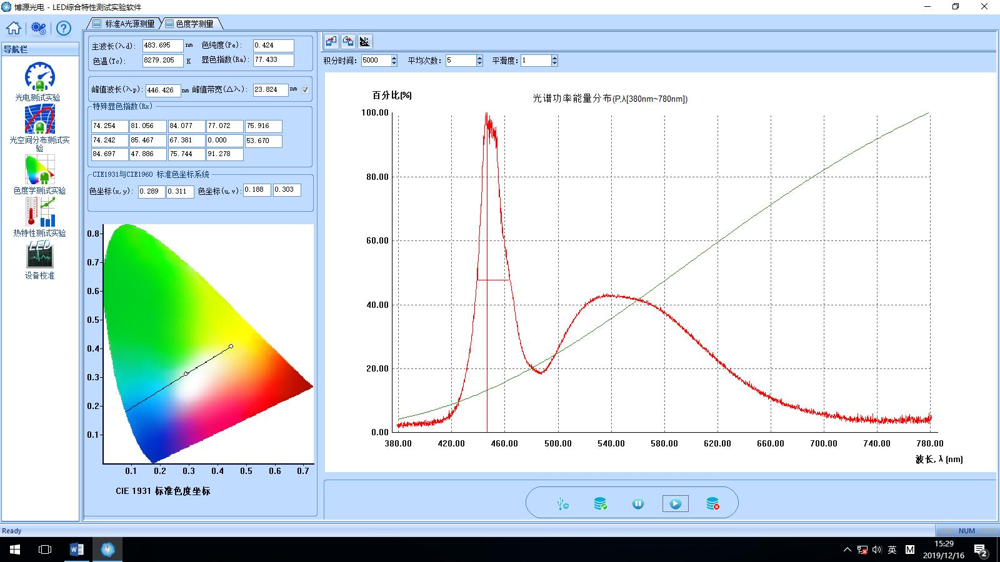 博源光电 - LED综合特性测试实验软件
标准A光源测量
色度学测量
导航栏
光电测试实验
光空间分布测试实
验
色度学测试实验
热特性测试实验
LED
设备校准
主波长(λd): 483.695 nm 色纯度(Pe): 0.424
色温(Tc): 8279.205 K 显色指数(Ra): 77.433
峰值波长(λp): 446.426 nm 峰值带宽(△λ): 23.824 nm
特殊显色指数(Rx)
74.254 81.056 84.077 77.072 75.916
74.242 85.467 67.381 0.000 53.670
84.697 47.886 75.744 91.278
CIE1931与CIE1960 标准色坐标系统
色坐标(x,y): 0.289 0.311 色坐标(u,v): 0.188 0.303
0.8
0.7
0.6
0.5
0.4
0.3
0.2
0.1
0.1 0.2 0.3 0.4 0.5 0.6 0.7
CIE 1931 标准色度坐标
积分时间: 5000 平均次数: 5 平滑度: 1
百分比(%)
光谱功率能量分布(P,λ[380nm~780nm])
100.00
80.00
60.00
40.00
20.00
0.00
380.00 420.00 460.00 500.00 540.00 580.00 620.00 660.00 700.00 740.00 780.00
波长, λ (nm)
Ready
NUM
英
M
15:29
2019/12/16
2